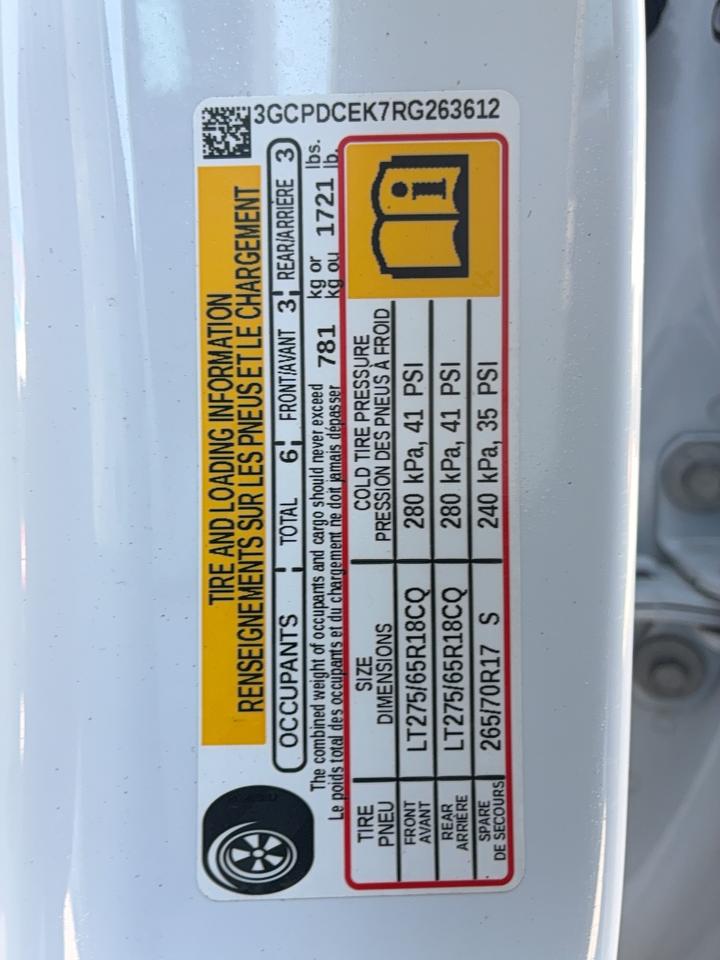 3GCPDCEK7RG263612
TIRE AND LOADING INFORMATION
RENSEIGNEMENTS SUR LES PNEUS ET LE CHARGEMENT
OCCUPANTS TOTAL 6 FRONT/AVANT 3 REAR/ARRIÈRE 3
The combined weight of occupants and cargo should never exceed 781 kg or 1721 lbs.
Le poids total des occupants et du chargement ne doit jamais dépasser 781 kg ou 1721 lb.
TIRE SIZE COLD TIRE PRESSURE
PNEU DIMENSIONS PRESSION DES PNEUS À FROID
FRONT
AVANT LT275/65R18CQ 280 kPa, 41 PSI
REAR
ARRIÈRE LT275/65R18CQ 280 kPa, 41 PSI
SPARE
DE SECOURS 265/70R17 S 240 kPa, 35 PSI